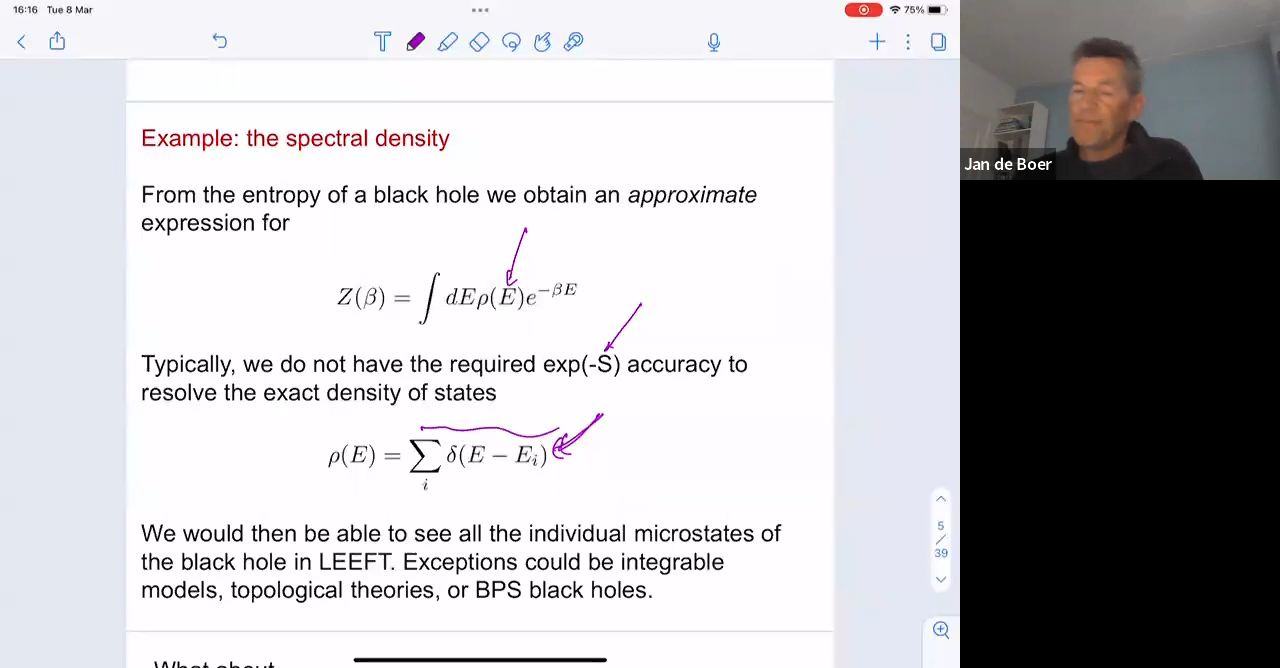 16:16 Tue 8 Mar
75%
Example: the spectral density
From the entropy of a black hole we obtain an approximate
expression for
Z(β) = ∫ dEρ(E)e^{−βE}
Typically, we do not have the required exp(-S) accuracy to
resolve the exact density of states
ρ(E) = ∑_i δ(E − E_i)
We would then be able to see all the individual microstates of
the black hole in LEEFT. Exceptions could be integrable
models, topological theories, or BPS black holes.
What about
5
/
39
Jan de Boer